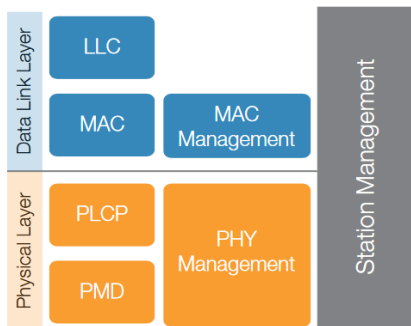 Data Link Layer
LLC
MAC
MAC
Management
Physical Layer
PLCP
PMD
PHY
Management
Station Management